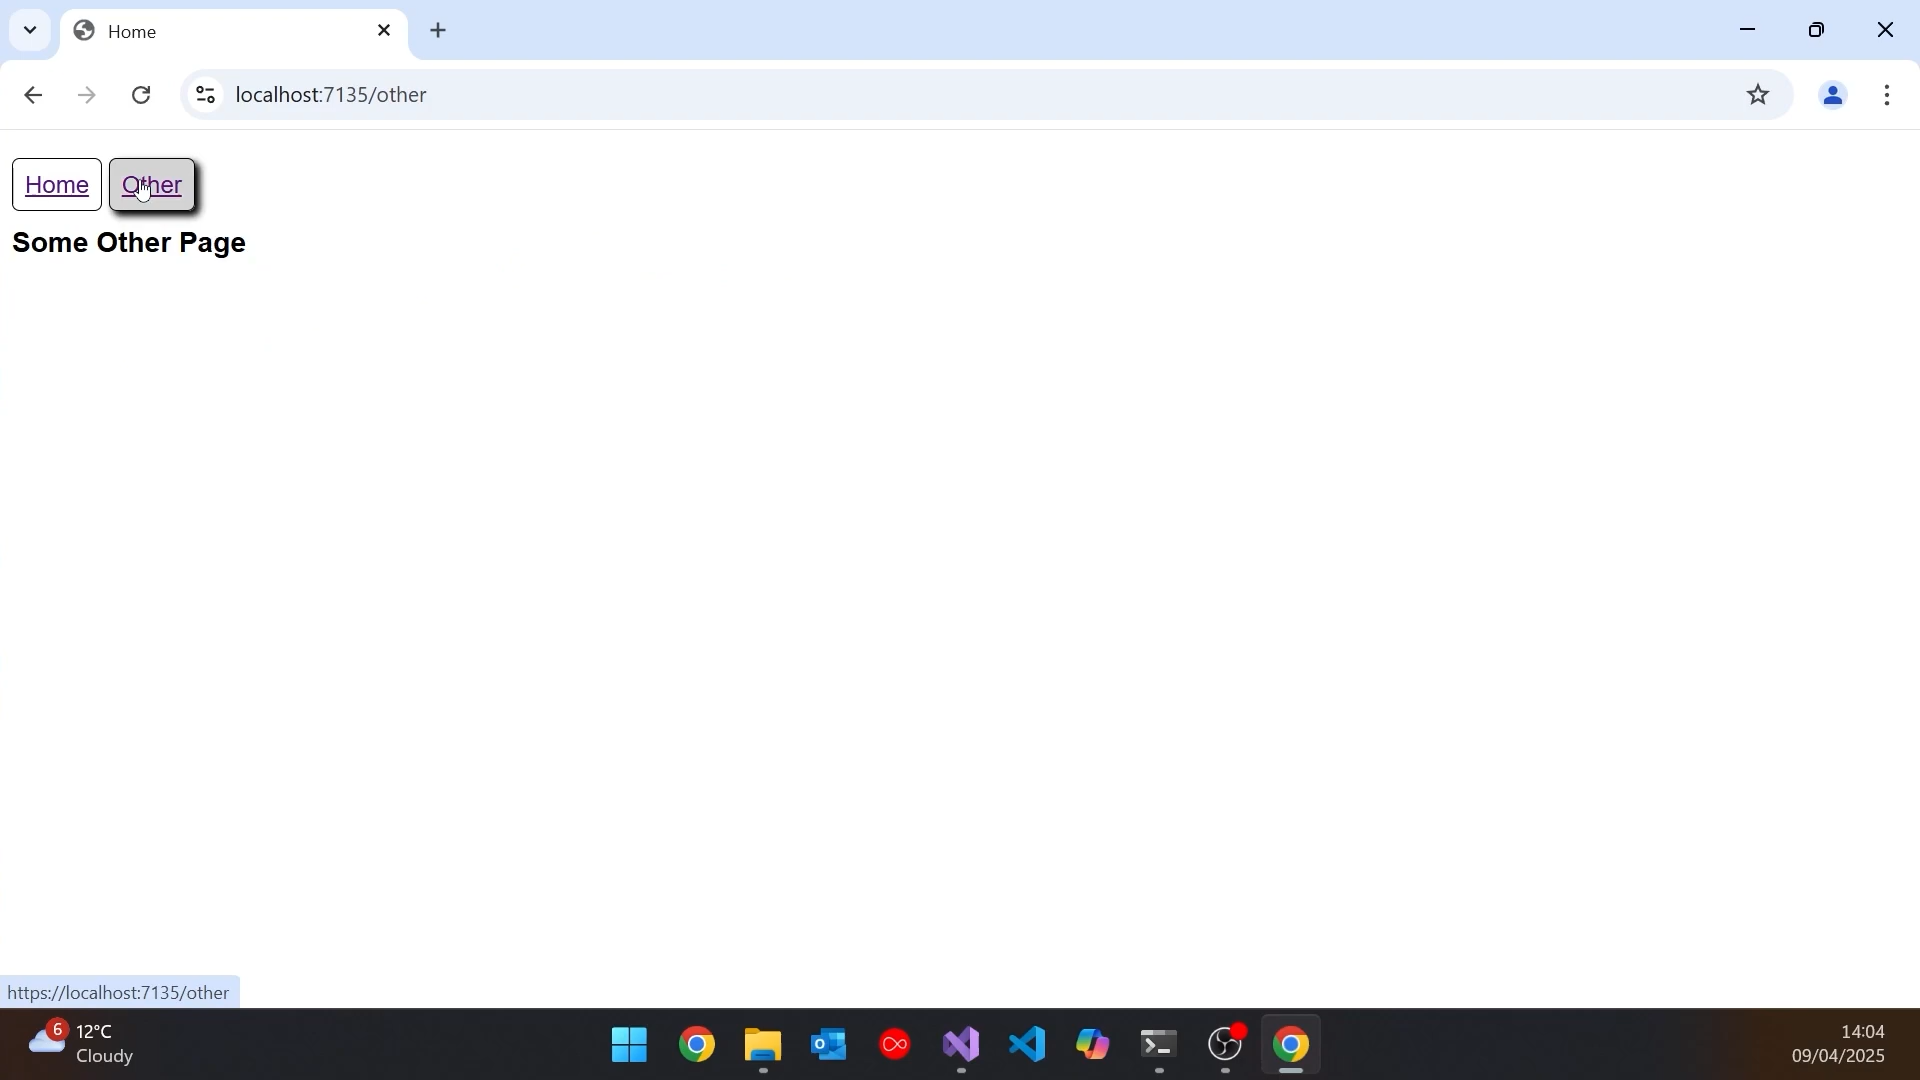 Home
localhost:7135/other
Home Other
Some Other Page
https://localhost:7135/other
6
12°C
Cloudy
14:04
09/04/2025